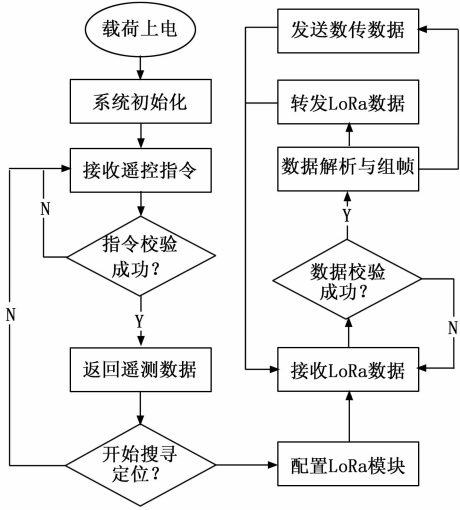 载荷上电
系统初始化
接收遥控指令
N
指令校验
成功?
Y
返回遥测数据
N
开始搜寻
定位?
发送数传数据
转发LoRa数据
数据解析与组帧
Y
数据校验
成功?
N
接收LoRa数据
配置LoRa模块